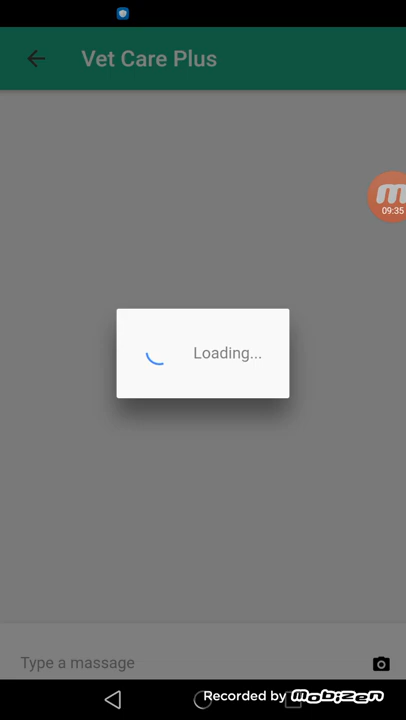 Vet Care Plus
09:35
Loading...
Type a massage
Recorded by mobizen